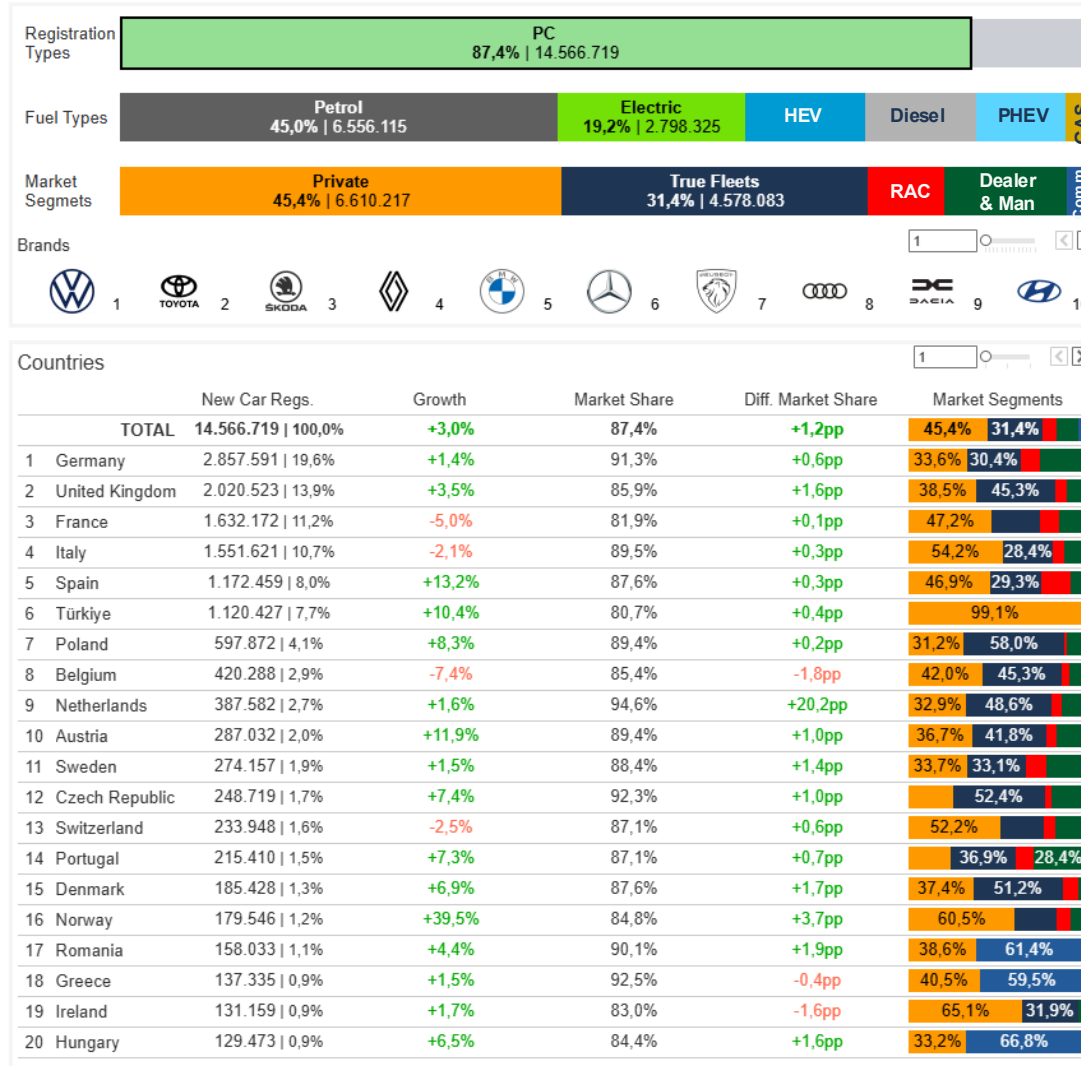 Registration Types
PC
87,4% | 14.566.719
Fuel Types
Petrol
45,0% | 6.556.115
Electric
19,2% | 2.798.325
HEV
Diesel
PHEV
GAS
Market Segmets
Private
45,4% | 6.610.217
True Fleets
31,4% | 4.578.083
RAC
Dealer & Man
Comm
Brands
1
1
TOYOTA 2
ŠKODA 3
4
BMW 5
6
PEUGEOT 7
8
DACIA 9
Countries
1
New Car Regs. Growth Market Share Diff. Market Share Market Segments
TOTAL 14.566.719 | 100,0% +3,0% 87,4% +1,2pp 45,4% 31,4%
1 Germany 2.857.591 | 19,6% +1,4% 91,3% +0,6pp 33,6% 30,4%
2 United Kingdom 2.020.523 | 13,9% +3,5% 85,9% +1,6pp 38,5% 45,3%
3 France 1.632.172 | 11,2% -5,0% 81,9% +0,1pp 47,2%
4 Italy 1.551.621 | 10,7% -2,1% 89,5% +0,3pp 54,2% 28,4%
5 Spain 1.172.459 | 8,0% +13,2% 87,6% +0,3pp 46,9% 29,3%
6 Türkiye 1.120.427 | 7,7% +10,4% 80,7% +0,4pp 99,1%
7 Poland 597.872 | 4,1% +8,3% 89,4% +0,2pp 31,2% 58,0%
8 Belgium 420.288 | 2,9% -7,4% 85,4% -1,8pp 42,0% 45,3%
9 Netherlands 387.582 | 2,7% +1,6% 94,6% +20,2pp 32,9% 48,6%
10 Austria 287.032 | 2,0% +11,9% 89,4% +1,0pp 36,7% 41,8%
11 Sweden 274.157 | 1,9% +1,5% 88,4% +1,4pp 33,7% 33,1%
12 Czech Republic 248.719 | 1,7% +7,4% 92,3% +1,0pp 52,4%
13 Switzerland 233.948 | 1,6% -2,5% 87,1% +0,6pp 52,2%
14 Portugal 215.410 | 1,5% +7,3% 87,1% +0,7pp 36,9% 28,4%
15 Denmark 185.428 | 1,3% +6,9% 87,6% +1,7pp 37,4% 51,2%
16 Norway 179.546 | 1,2% +39,5% 84,8% +3,7pp 60,5%
17 Romania 158.033 | 1,1% +4,4% 90,1% +1,9pp 38,6% 61,4%
18 Greece 137.335 | 0,9% +1,5% 92,5% -0,4pp 40,5% 59,5%
19 Ireland 131.159 | 0,9% +1,7% 83,0% -1,6pp 65,1% 31,9%
20 Hungary 129.473 | 0,9% +6,5% 84,4% +1,6pp 33,2% 66,8%